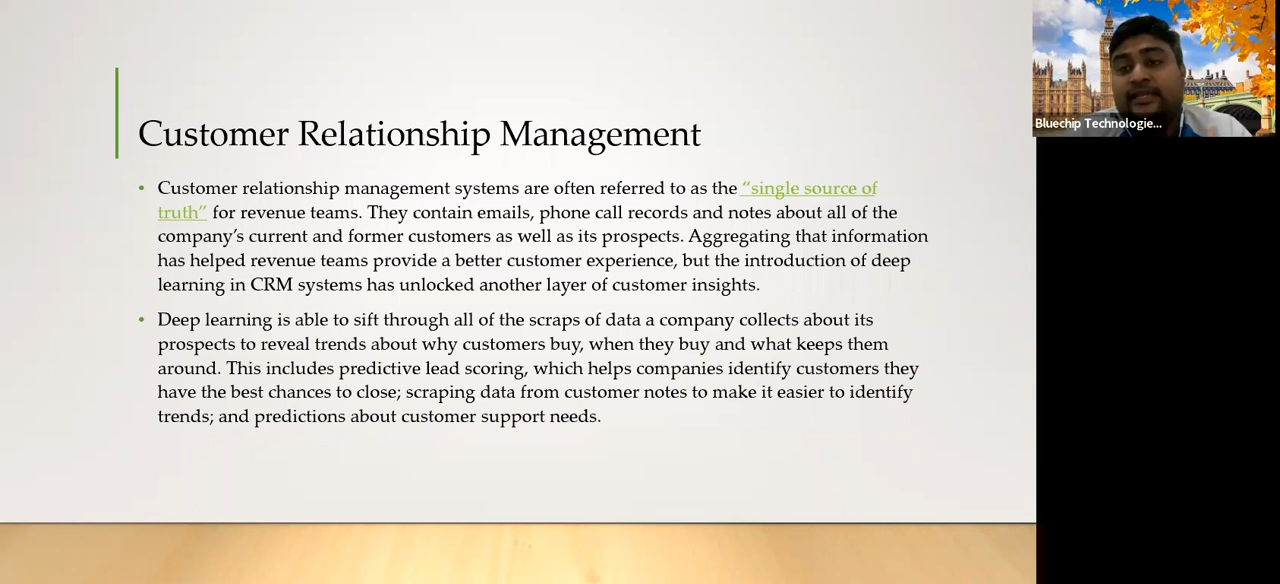 Customer Relationship Management
• Customer relationship management systems are often referred to as the “single source of
truth” for revenue teams. They contain emails, phone call records and notes about all of the
company’s current and former customers as well as its prospects. Aggregating that information
has helped revenue teams provide a better customer experience, but the introduction of deep
learning in CRM systems has unlocked another layer of customer insights.
• Deep learning is able to sift through all of the scraps of data a company collects about its
prospects to reveal trends about why customers buy, when they buy and what keeps them
around. This includes predictive lead scoring, which helps companies identify customers they
have the best chances to close; scraping data from customer notes to make it easier to identify
trends; and predictions about customer support needs.
Bluechip Technologie...